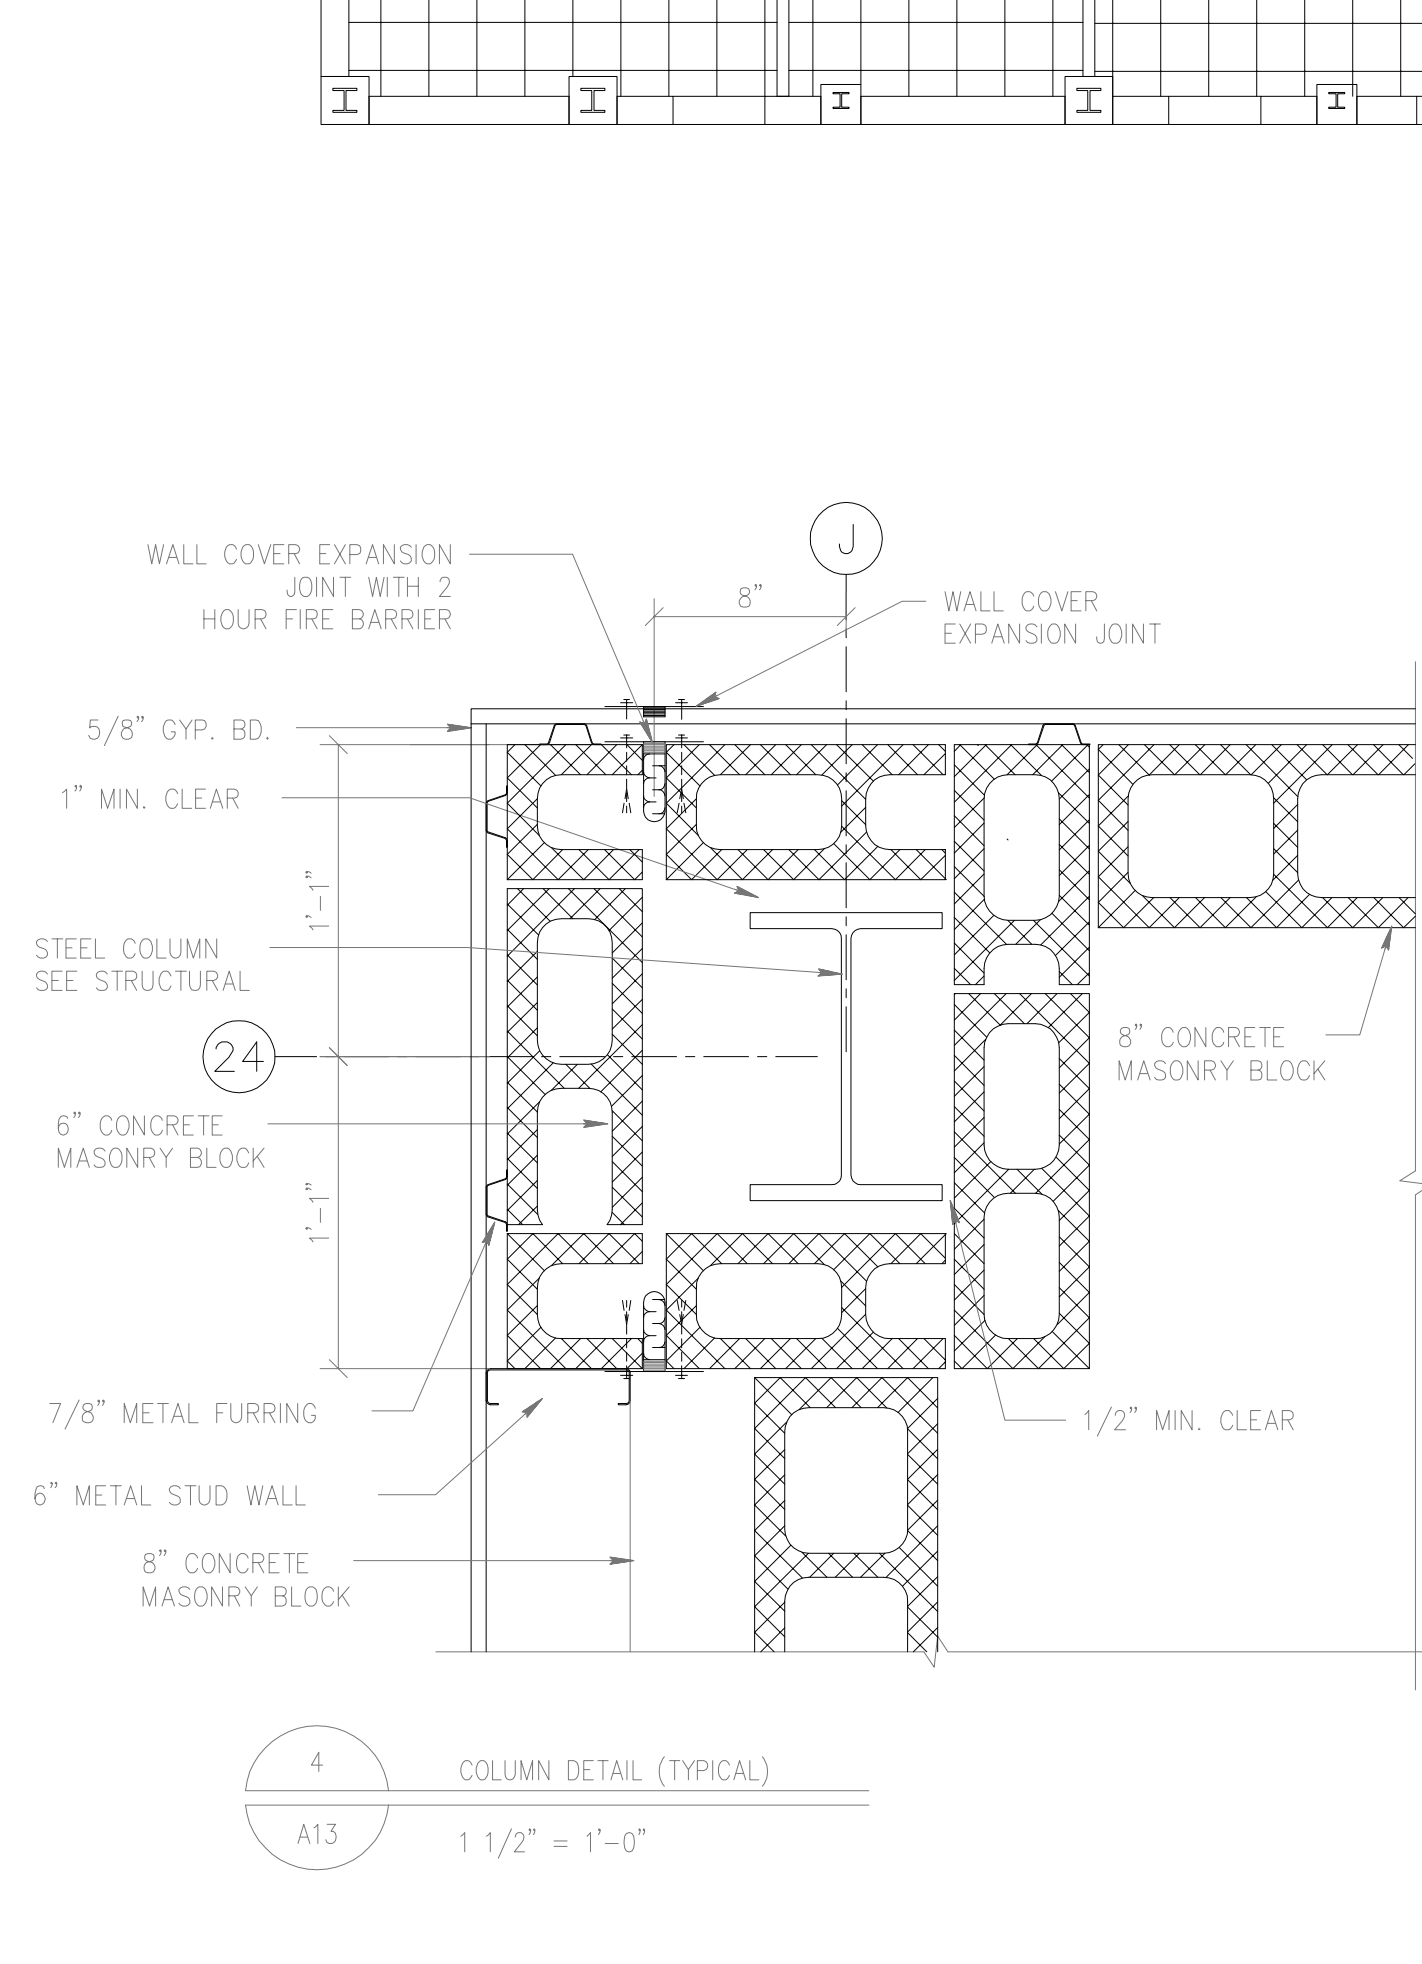 J
WALL COVER EXPANSION
JOINT WITH 2
HOUR FIRE BARRIER
8"
WALL COVER
EXPANSION JOINT
5/8" GYP. BD.
1" MIN. CLEAR
1'-1"
STEEL COLUMN
SEE STRUCTURAL
8" CONCRETE
MASONRY BLOCK
24
6" CONCRETE
MASONRY BLOCK
1'-1"
7/8" METAL FURRING
1/2" MIN. CLEAR
6" METAL STUD WALL
8" CONCRETE
MASONRY BLOCK
4
COLUMN DETAIL (TYPICAL)
A13
1 1/2" = 1'-0"